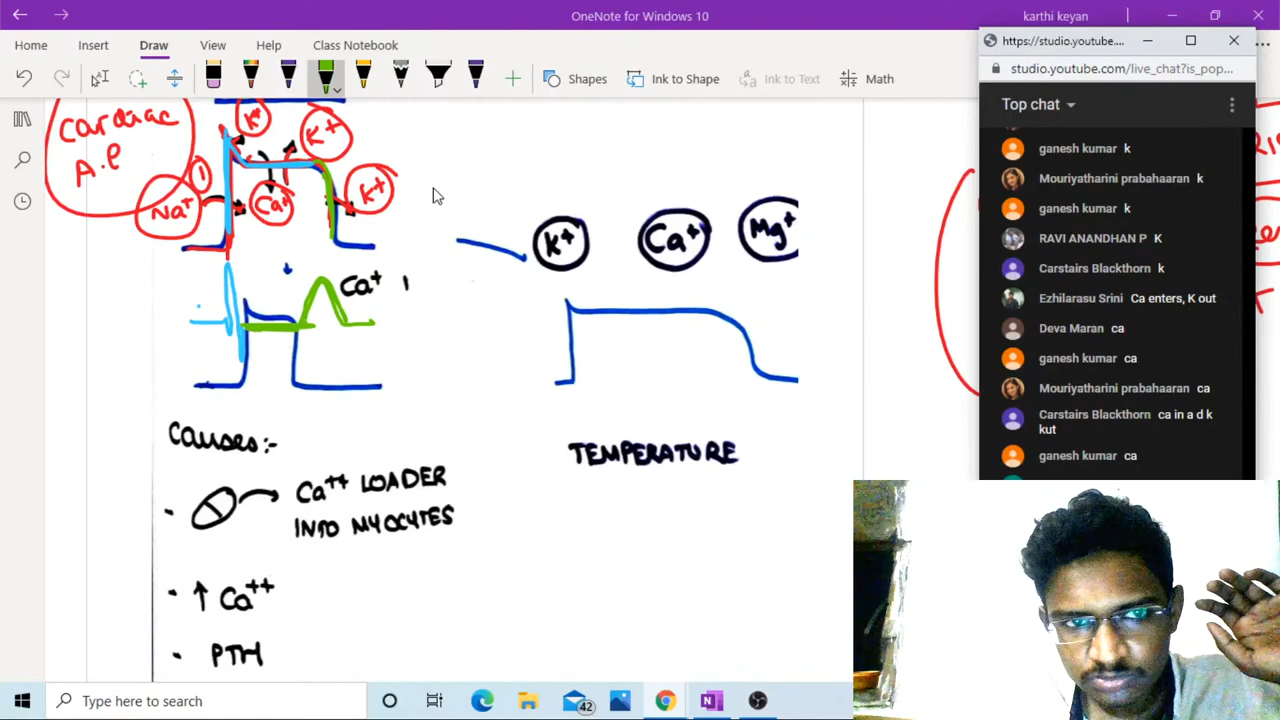 OneNote for Windows 10
karthi keyan
Home Insert Draw View Help Class Notebook
Shapes
Ink to Shape
Ink to Text
Math
https://studio.youtube....
studio.youtube.com/live_chat?is_pop...
Top chat
ganesh kumar k
Mouriyatharini prabahaaran k
ganesh kumar k
RAVI ANANDHAN P K
Carstairs Blackthorn k
Ezhilarasu Srini Ca enters, K out
Deva Maran ca
ganesh kumar ca
Mouriyatharini prabahaaran ca
Carstairs Blackthorn ca in a d k
kut
ganesh kumar ca
Cardiac
A.P
K+
K+
1
Na+
Ca+
K+
K+
Ca+
Mg+
Ca+
Causes:-
Ca++ LOADER
INTO MYOCYTES
↑ Ca++
PTH
TEMPERATURE
Type here to search
42